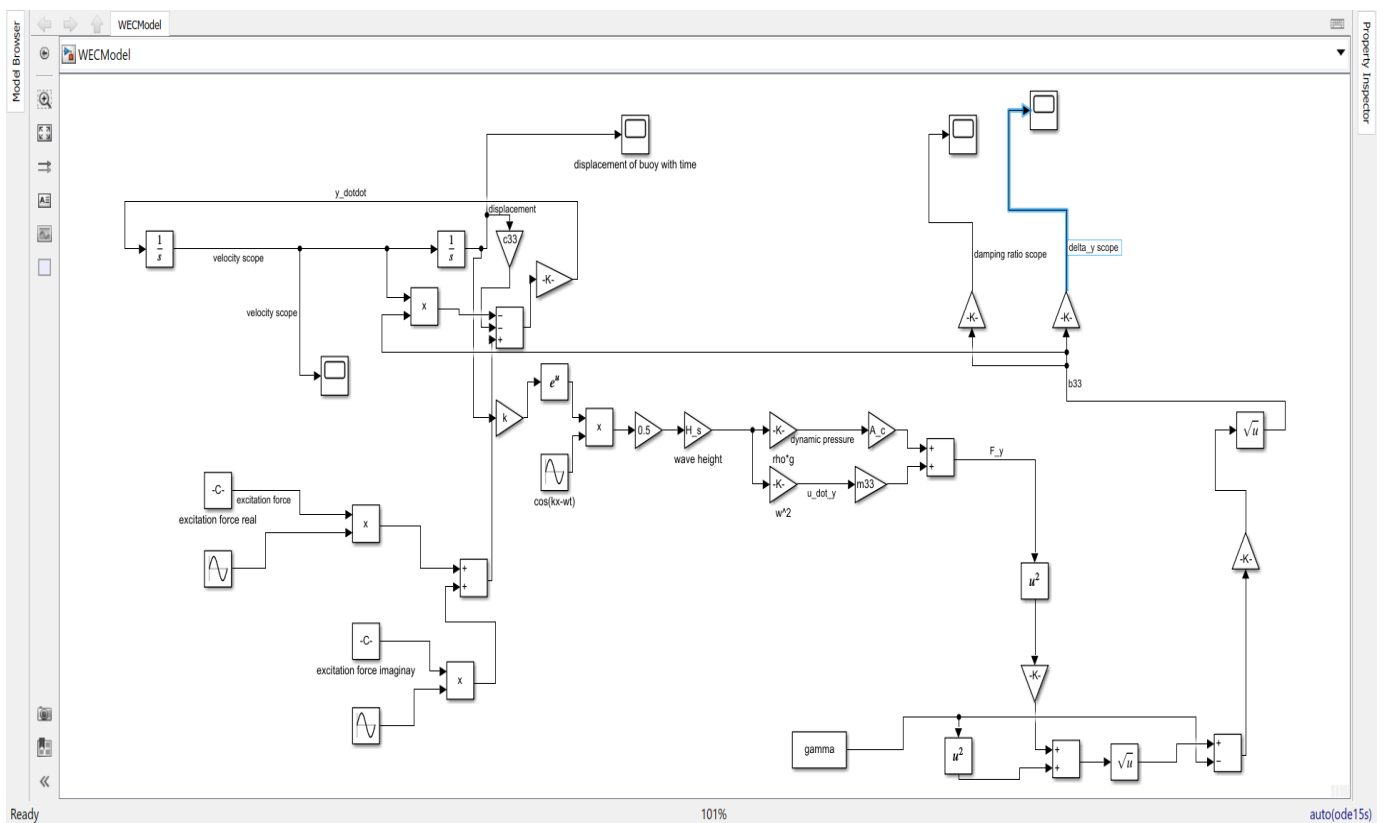 Model Browser
WECModel
WECModel
Property Inspector
displacement of buoy with time
y_dotdot
displacement
1
s
velocity scope
1
s
c33
-K-
x
velocity scope
−
−
+
damping ratio scope
delta_y scope
-K-
-K-
b33
e^u
k
x
0.5
H_s
wave height
-K-
dynamic pressure
rho*g
A_c
+
+
F_y
√u
cos(kx-wt)
-K-
u_dot_y
w^2
m33
-C-
excitation force
excitation force real
x
+
+
-K-
u²
-C-
excitation force imaginay
x
-K-
gamma
u²
+
+
√u
+
−
Ready
101%
auto(ode15s)